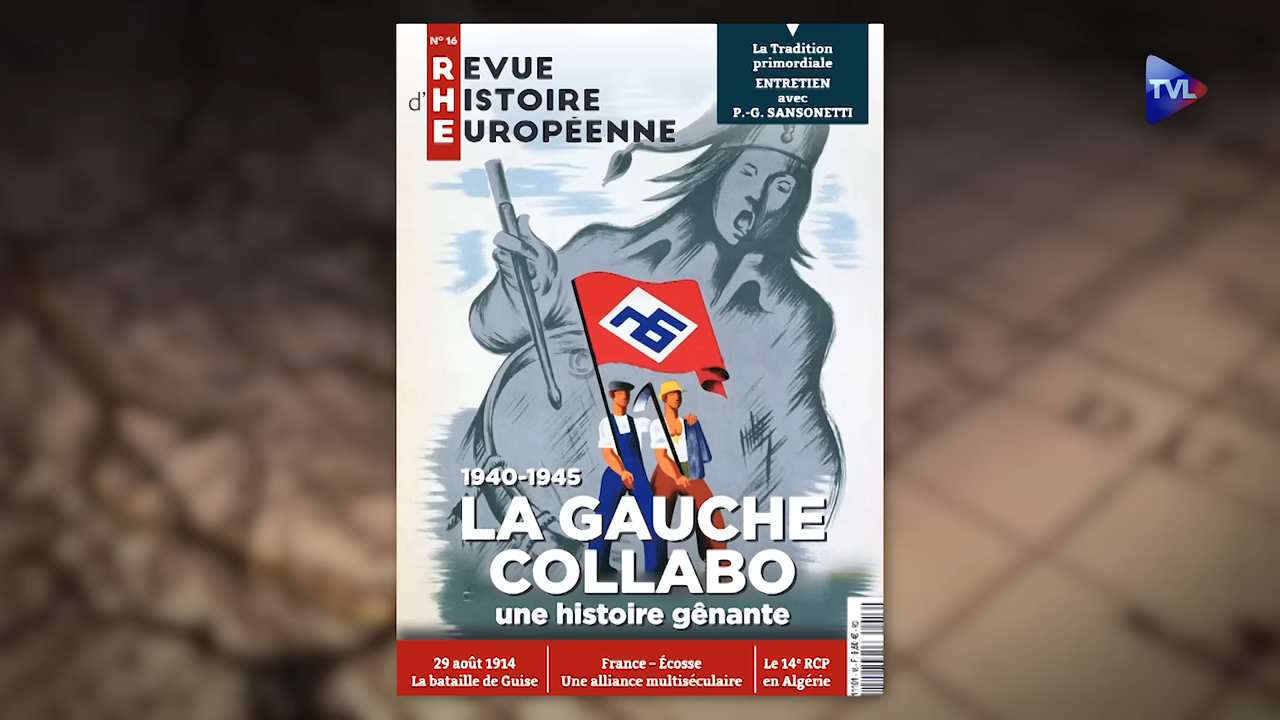 Nº 16
REVUE
d'HISTOIRE
EUROPÉENNE
La Tradition
primordiale
ENTRETIEN
avec
P.-G. SANSONETTI
TVL
1940-1945
LA GAUCHE
COLLABO
une histoire gênante
29 août 1914
La bataille de Guise
France – Écosse
Une alliance multiséculaire
Le 14e RCP
en Algérie